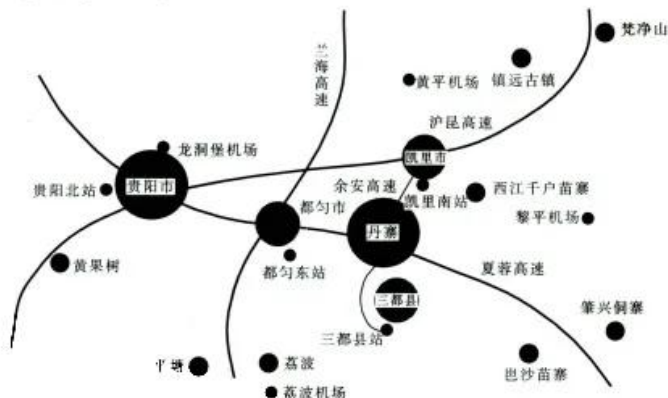 梵净山
兰海高速
黄平机场
镇远古镇
沪昆高速
龙洞堡机场
凯里市
贵阳市
贵阳北站
余安高速
凯里南站
西江千户苗寨
都匀市
黎平机场
丹寨
黄果树
都匀东站
夏蓉高速
三都县
肇兴侗寨
三都县站
平塘
荔波
岜沙苗寨
荔波机场